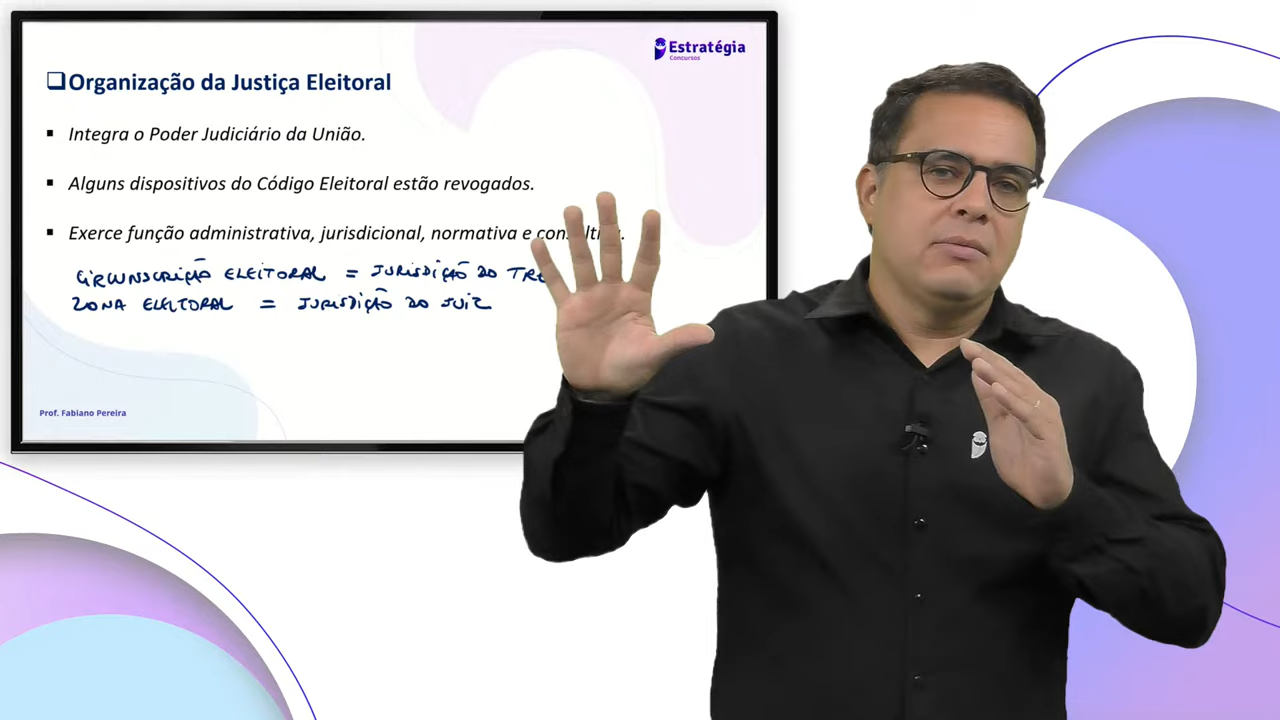 Estratégia
Concursos
❑Organização da Justiça Eleitoral
▪ Integra o Poder Judiciário da União.
▪ Alguns dispositivos do Código Eleitoral estão revogados.
▪ Exerce função administrativa, jurisdicional, normativa e
CIRCUNSCRIÇÃO ELEITORAL = JURISDIÇÃO DO
ZONA ELEITORAL = JURISDIÇÃO DO JUIZ
Prof. Fabiano Pereira